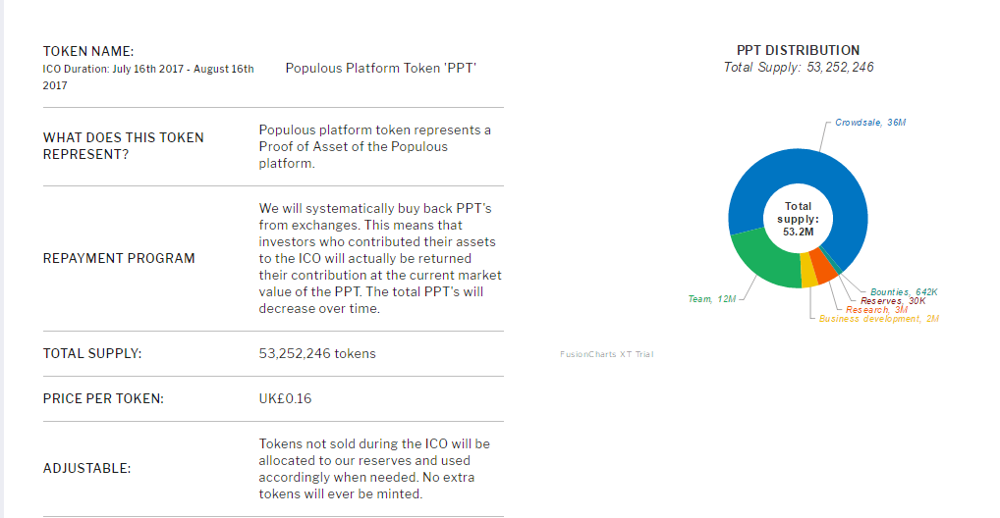 TOKEN NAME:
ICO Duration: July 16th 2017 - August 16th
2017
Populous Platform Token 'PPT'
WHAT DOES THIS TOKEN
REPRESENT?
Populous platform token represents a
Proof of Asset of the Populous
platform.
REPAYMENT PROGRAM
We will systematically buy back PPT's
from exchanges. This means that
investors who contributed their assets
to the ICO will actually be returned
their contribution at the current market
value of the PPT. The total PPT's will
decrease over time.
TOTAL SUPPLY:
53,252,246 tokens
PRICE PER TOKEN:
UK£0.16
ADJUSTABLE:
Tokens not sold during the ICO will be
allocated to our reserves and used
accordingly when needed. No extra
tokens will ever be minted.
PPT DISTRIBUTION
Total Supply: 53,252,246
Crowdsale, 36M
Total
supply:
53.2M
Team, 12M
Bounties, 642K
Reserves, 30K
Research, 3M
Business development, 2M
FusionCharts XT Trial